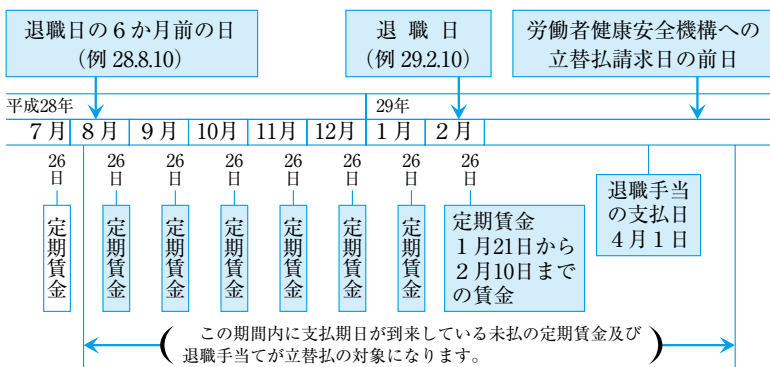 退職日の６か月前の日
（例 28.8.10）
退職日
（例 29.2.10）
労働者健康安全機構への
立替払請求日の前日
平成28年
29年
７月
８月
９月
10月
11月
12月
１月
２月
26日
26日
26日
26日
26日
26日
26日
26日
定期賃金
定期賃金
定期賃金
定期賃金
定期賃金
定期賃金
定期賃金
定期賃金
１月21日から
２月10日まで
の賃金
退職手当
の支払日
４月１日
この期間内に支払期日が到来している未払の定期賃金及び
退職手当てが立替払の対象になります。